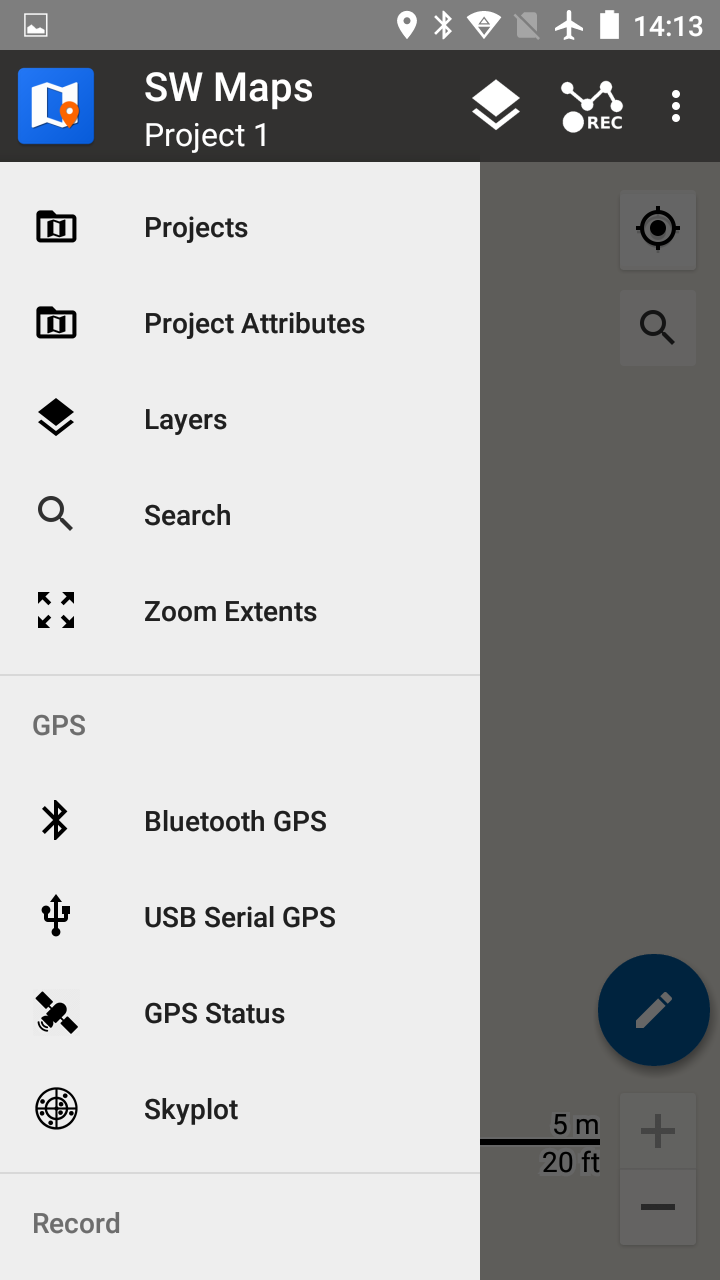 14:13
SW Maps
Project 1
REC
Projects
Project Attributes
Layers
Search
Zoom Extents
GPS
Bluetooth GPS
USB Serial GPS
GPS Status
Skyplot
5 m
20 ft
Record